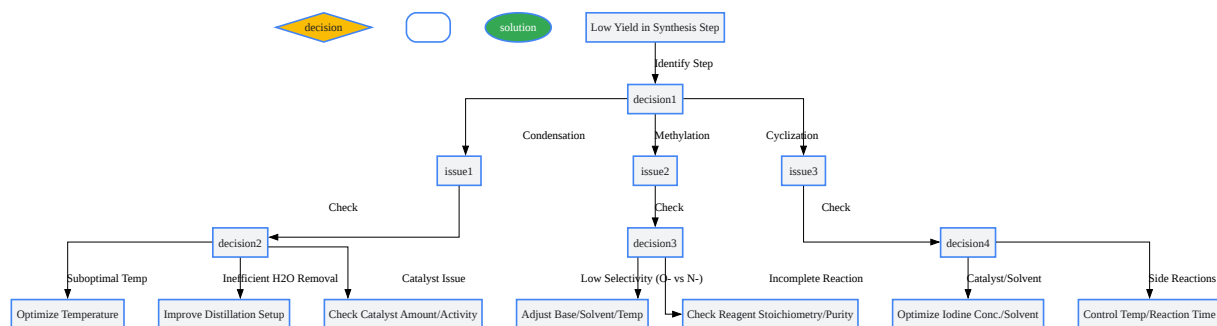 decision
solution
Low Yield in Synthesis Step
Identify Step
decision1
Condensation
Methylation
Cyclization
issue1
issue2
issue3
Check
Check
Check
decision2
decision3
decision4
Suboptimal Temp
Inefficient H2O Removal
Catalyst Issue
Low Selectivity (O- vs N-)
Incomplete Reaction
Catalyst/Solvent
Side Reactions
Optimize Temperature
Improve Distillation Setup
Check Catalyst Amount/Activity
Adjust Base/Solvent/Temp
Check Reagent Stoichiometry/Purity
Optimize Iodine Conc./Solvent
Control Temp/Reaction Time